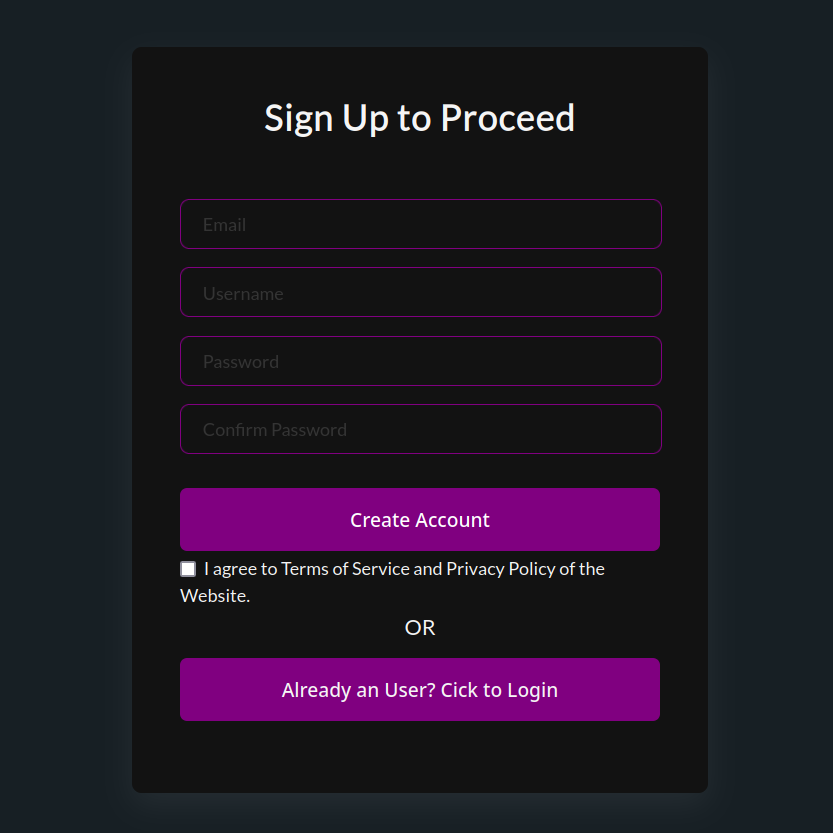 Sign Up to Proceed
Email
Username
Password
Confirm Password
Create Account
I agree to Terms of Service and Privacy Policy of the
Website.
OR
Already an User? Cick to Login